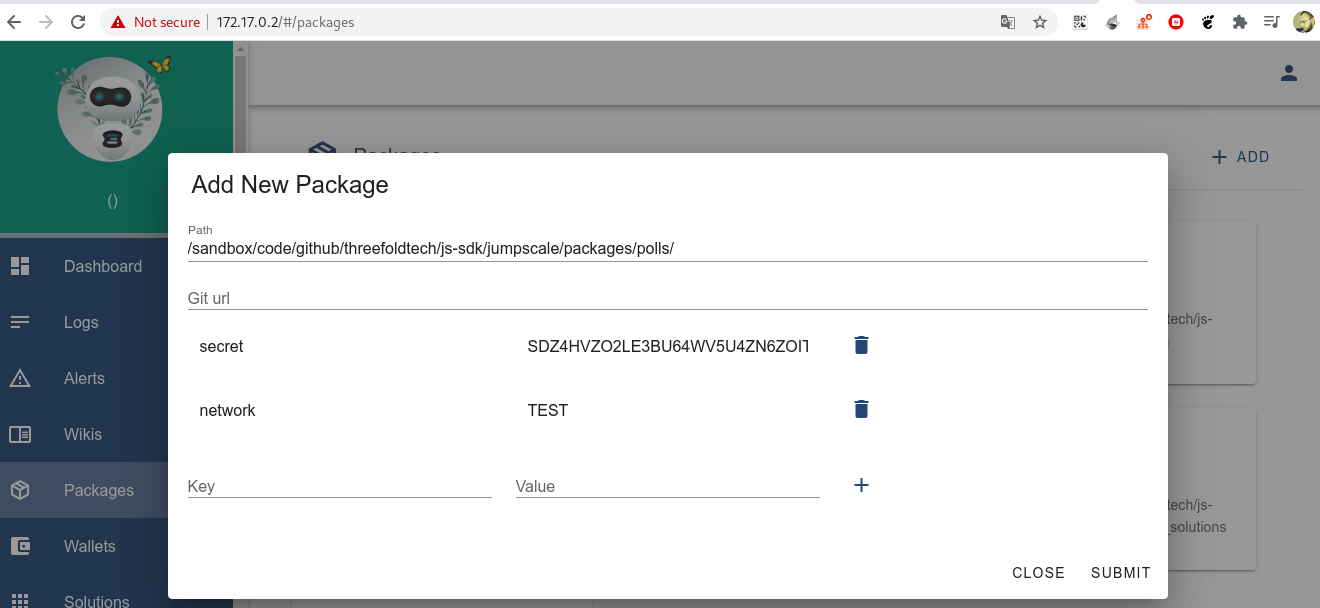 Not secure | 172.17.0.2/#/packages
()
Packages
+ ADD
Dashboard
Logs
Alerts
Wikis
Packages
Wallets
Solutions
Add New Package
Path
/sandbox/code/github/threefoldtech/js-sdk/jumpscale/packages/polls/
Git url
secret SDZ4HVZO2LE3BU64WV5U4ZN6ZOIT
network TEST
Key Value +
CLOSE SUBMIT
tech/js-
tech/js-
_solutions